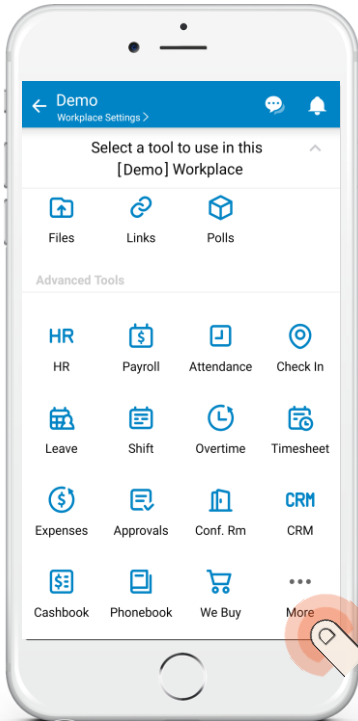 Demo
Workplace Settings >
Select a tool to use in this
[Demo] Workplace
Files Links Polls
Advanced Tools
HR
HR Payroll Attendance Check In
Leave Shift Overtime Timesheet
CRM
Expenses Approvals Conf. Rm CRM
Cashbook Phonebook We Buy More